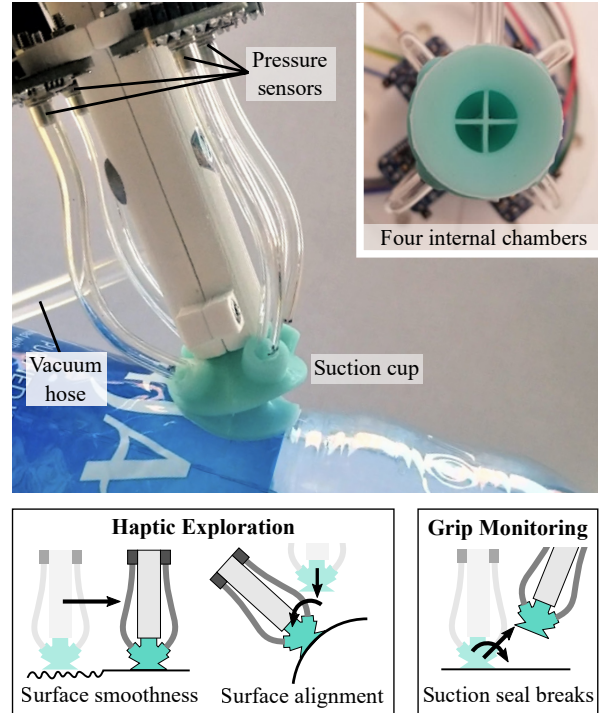 Pressure
sensors
Four internal chambers
Vacuum
hose
Suction cup
Haptic Exploration
Surface smoothness
Surface alignment
Grip Monitoring
Suction seal breaks